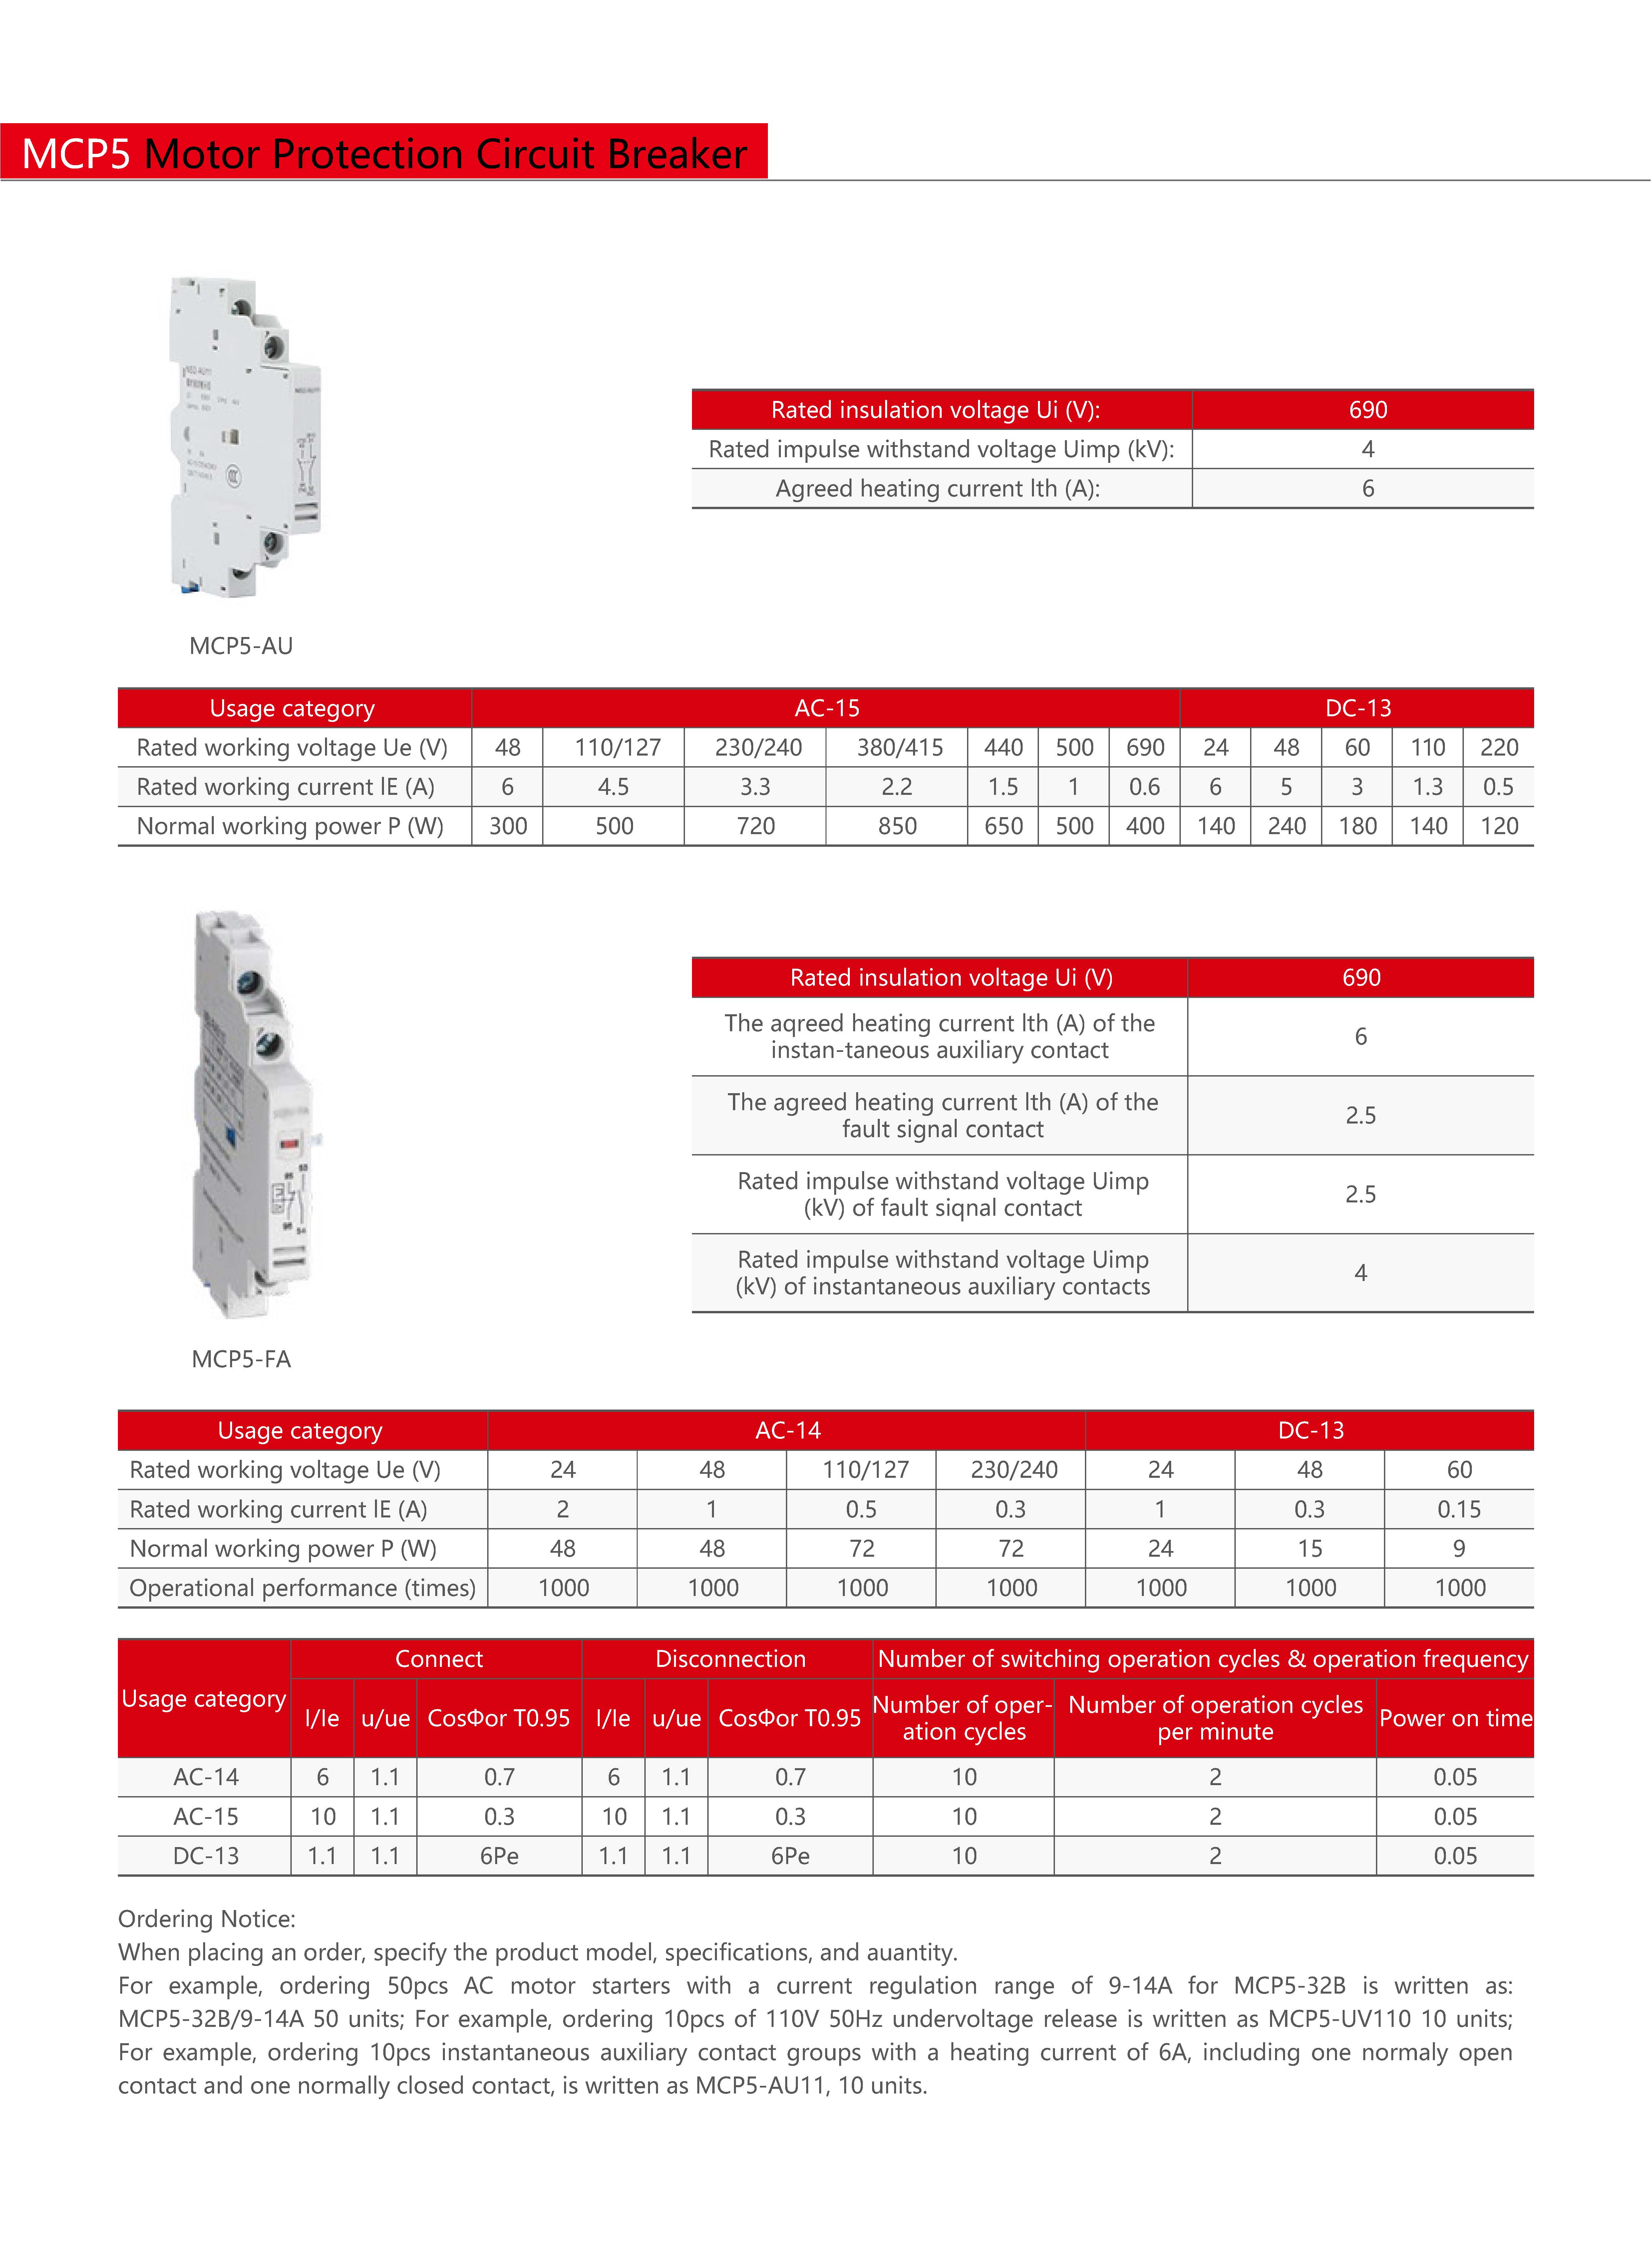 MCP5 Motor Protection Circuit Breaker
Rated insulation voltage Ui (V): 690
Rated impulse withstand voltage Uimp (kV): 4
Agreed heating current lth (A): 6
MCP5-AU
Usage category AC-15 DC-13
Rated working voltage Ue (V) 48 110/127 230/240 380/415 440 500 690 24 48 60 110 220
Rated working current lE (A) 6 4.5 3.3 2.2 1.5 1 0.6 6 5 3 1.3 0.5
Normal working power P (W) 300 500 720 850 650 500 400 140 240 180 140 120
Rated insulation voltage Ui (V) 690
The aqreed heating current lth (A) of the
instan-taneous auxiliary contact 6
The agreed heating current lth (A) of the
fault signal contact 2.5
Rated impulse withstand voltage Uimp
(kV) of fault siqnal contact 2.5
Rated impulse withstand voltage Uimp
(kV) of instantaneous auxiliary contacts 4
95 53
96 54
MCP5-FA
Usage category AC-14 DC-13
Rated working voltage Ue (V) 24 48 110/127 230/240 24 48 60
Rated working current lE (A) 2 1 0.5 0.3 1 0.3 0.15
Normal working power P (W) 48 48 72 72 24 15 9
Operational performance (times) 1000 1000 1000 1000 1000 1000 1000
Usage category Connect Disconnection Number of switching operation cycles & operation frequency
l/le u/ue CosΦor T0.95 l/le u/ue CosΦor T0.95 Number of oper-
ation cycles Number of operation cycles
per minute Power on time
AC-14 6 1.1 0.7 6 1.1 0.7 10 2 0.05
AC-15 10 1.1 0.3 10 1.1 0.3 10 2 0.05
DC-13 1.1 1.1 6Pe 1.1 1.1 6Pe 10 2 0.05
Ordering Notice:
When placing an order, specify the product model, specifications, and auantity.
For example, ordering 50pcs AC motor starters with a current regulation range of 9-14A for MCP5-32B is written as:
MCP5-32B/9-14A 50 units; For example, ordering 10pcs of 110V 50Hz undervoltage release is written as MCP5-UV110 10 units;
For example, ordering 10pcs instantaneous auxiliary contact groups with a heating current of 6A, including one normaly open
contact and one normally closed contact, is written as MCP5-AU11, 10 units.